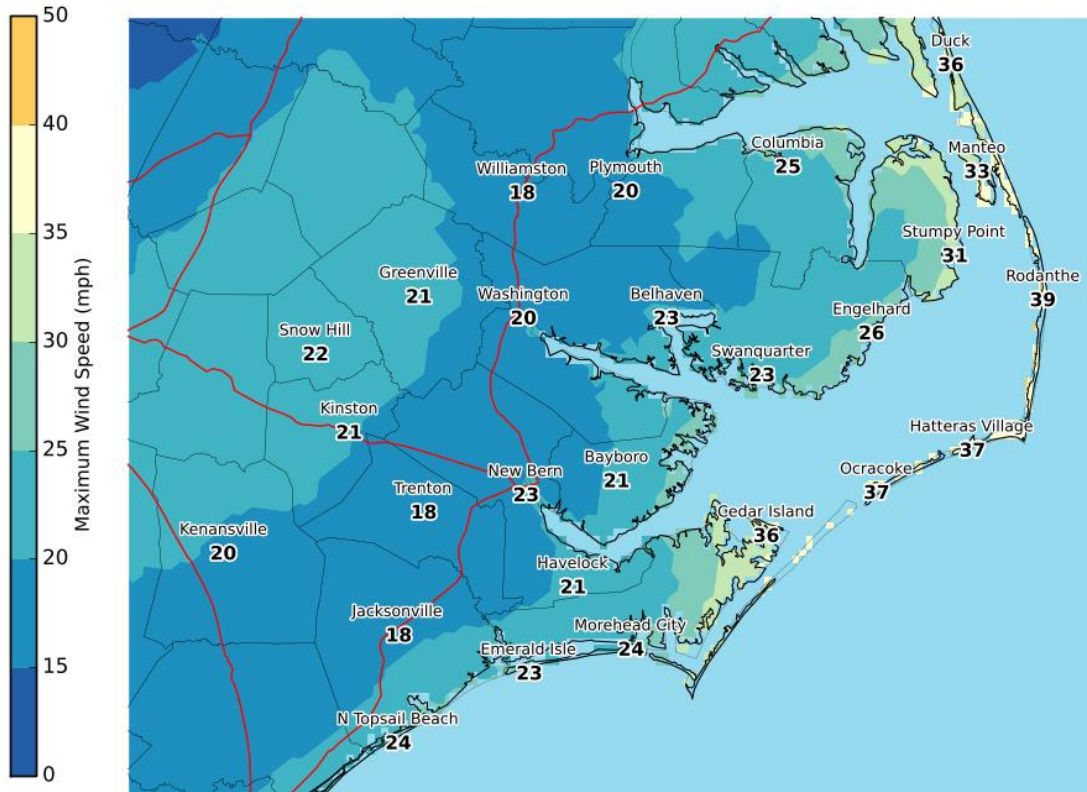 50
40
35
30
25
20
15
0
Maximum Wind Speed (mph)
Duck
36
Columbia
25
Manteo
33
Williamston
18
Plymouth
20
Stumpy Point
31
Greenville
21
Washington
20
Belhaven
23
Engelhard
26
Rodanthe
39
Snow Hill
22
Swanquarter
23
Kinston
21
Hatteras Village
37
New Bern
23
Bayboro
21
Ocracoke
37
Trenton
18
Cedar Island
36
Kenansville
20
Havelock
21
Jacksonville
18
Morehead City
24
Emerald Isle
23
N Topsail Beach
24